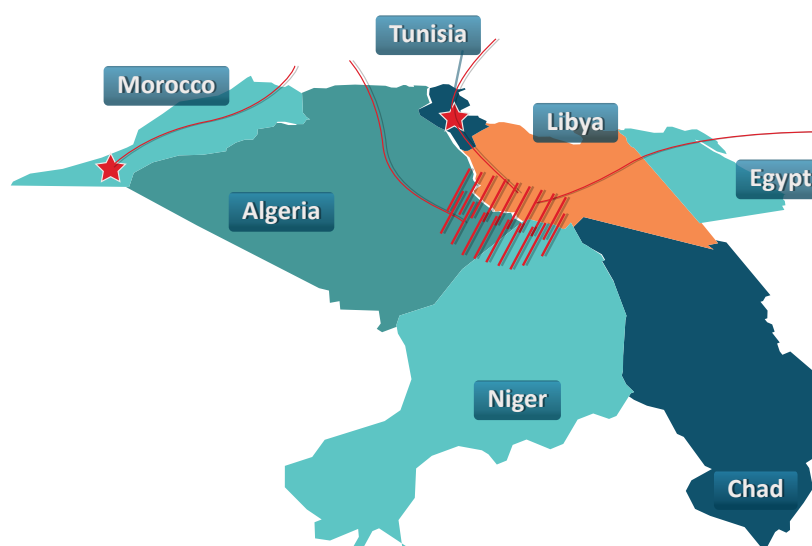 Tunisia
Morocco
Libya
Egypt
Algeria
Niger
Chad